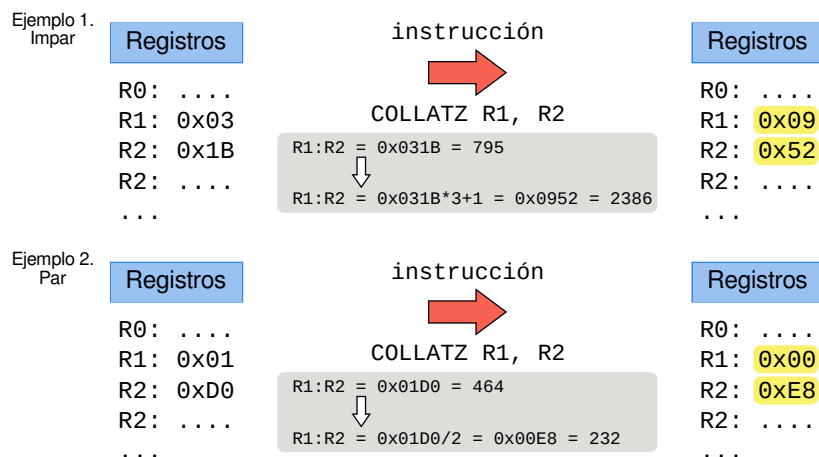 Ejemplo 1.
Impar
Registros
R0: ....
R1: 0x03
R2: 0x1B
R2: ....
...
instrucción
COLLATZ R1, R2
R1:R2 = 0x031B = 795
R1:R2 = 0x031B*3+1 = 0x0952 = 2386
Registros
R0: ....
R1: 0x09
R2: 0x52
R2: ....
...
Ejemplo 2.
Par
Registros
R0: ....
R1: 0x01
R2: 0xD0
R2: ....
...
instrucción
COLLATZ R1, R2
R1:R2 = 0x01D0 = 464
R1:R2 = 0x01D0/2 = 0x00E8 = 232
Registros
R0: ....
R1: 0x00
R2: 0xE8
R2: ....
...